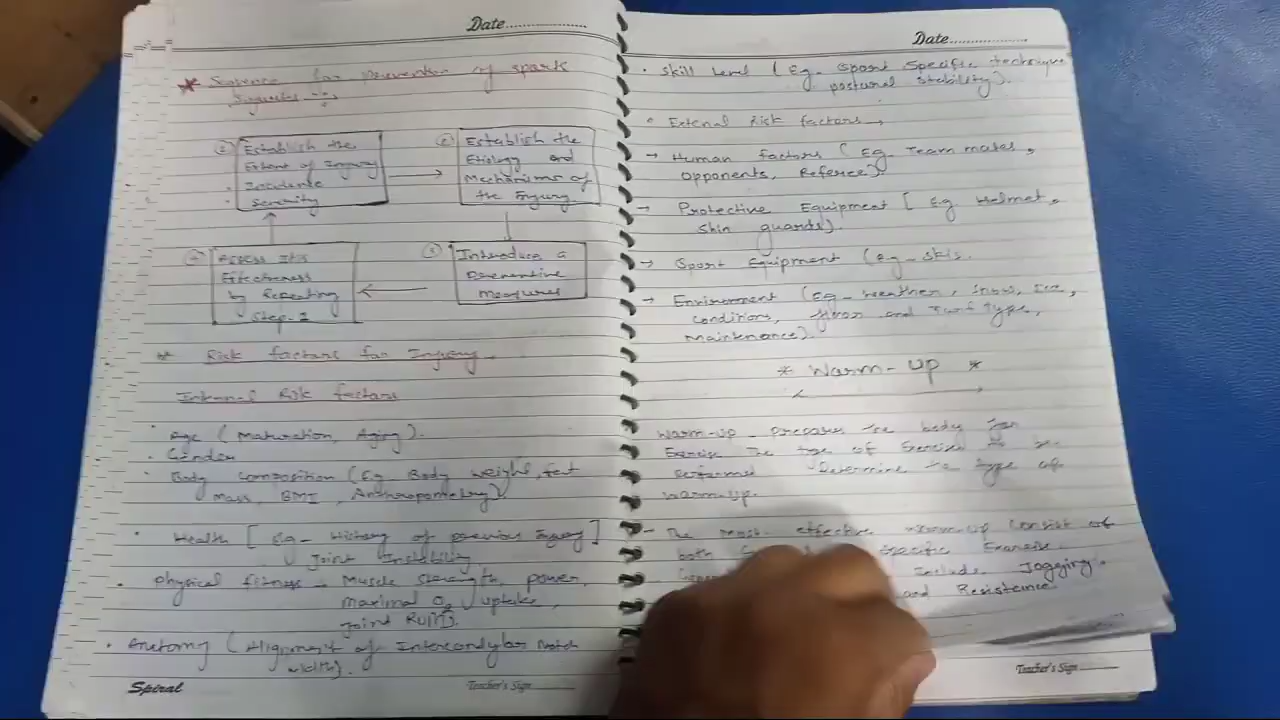 Date
* Sequence for Prevention of spark
Injuries :-
① Establish the
Extent of Injury
• Incidence
• Severity
② Establish the
Etiology and
Mechanisms of
the Injury
④ Assess Its
Effectiveness
by Repeating
Step-1
③ Introduce a
Preventive
Measures
* Risk factors for Injury
Internal Risk factors
• Age (Maturation, Aging).
• Gender
• Body composition (Eg. Body weight, fat
Mass, BMI, Anthropometry)
• Health [Eg- History of previous Injury]
Joint Instability
• physical fitness - Muscle strength, power,
maximal O₂ uptake,
Joint
• Anatomy (Alignment of Intercondylar Notch
width).
Spiral
Teacher's Sign
Date
• Skill Level (Eg- Sport Specific technique
postural stability).
• External Risk factors →
→ Human factors (Eg. Team mates,
Opponents, Referee)
→ Protective Equipment [Eg Helmet,
shin guards).
→ Sport Equipment (eg- skis.
→ Environment (eg- weather, snow, Ice,
conditions, floor and Turf type,
maintenance).
* Warm-up *
Warm-up prepares the body for
Exercise The type of Exercise to be
Performed Determine the type of
warm-up.
- The most effective warm-up consist of
both specific Exercise.
Include Jogging.
and Resistance
Teacher's Sign